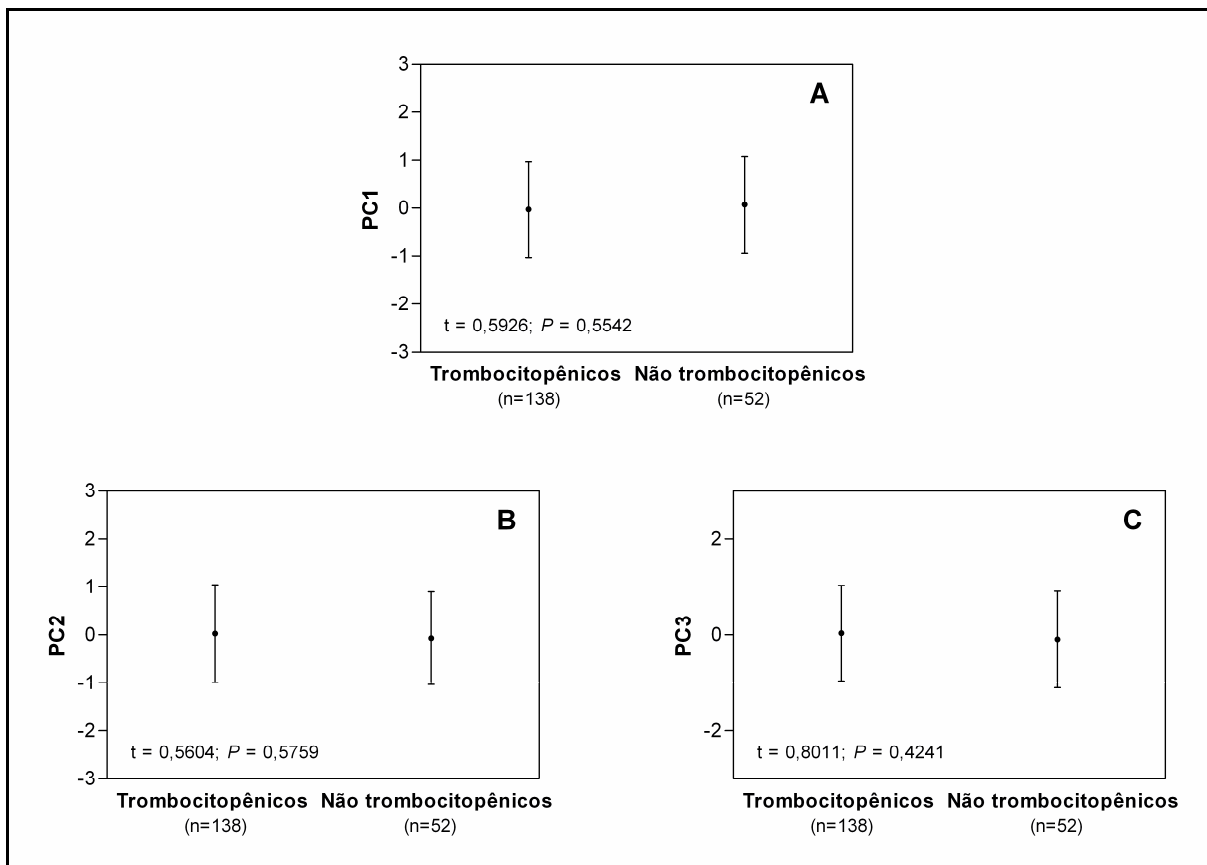 A
3
2
1
0
-1
-2
-3
PC1
t = 0,5926; P = 0,5542
Trombocitopênicos Não trombocitopênicos
(n=138) (n=52)
B
3
2
1
0
-1
-2
-3
PC2
t = 0,5604; P = 0,5759
Trombocitopênicos Não trombocitopênicos
(n=138) (n=52)
C
2
0
-2
PC3
t = 0,8011; P = 0,4241
Trombocitopênicos Não trombocitopênicos
(n=138) (n=52)